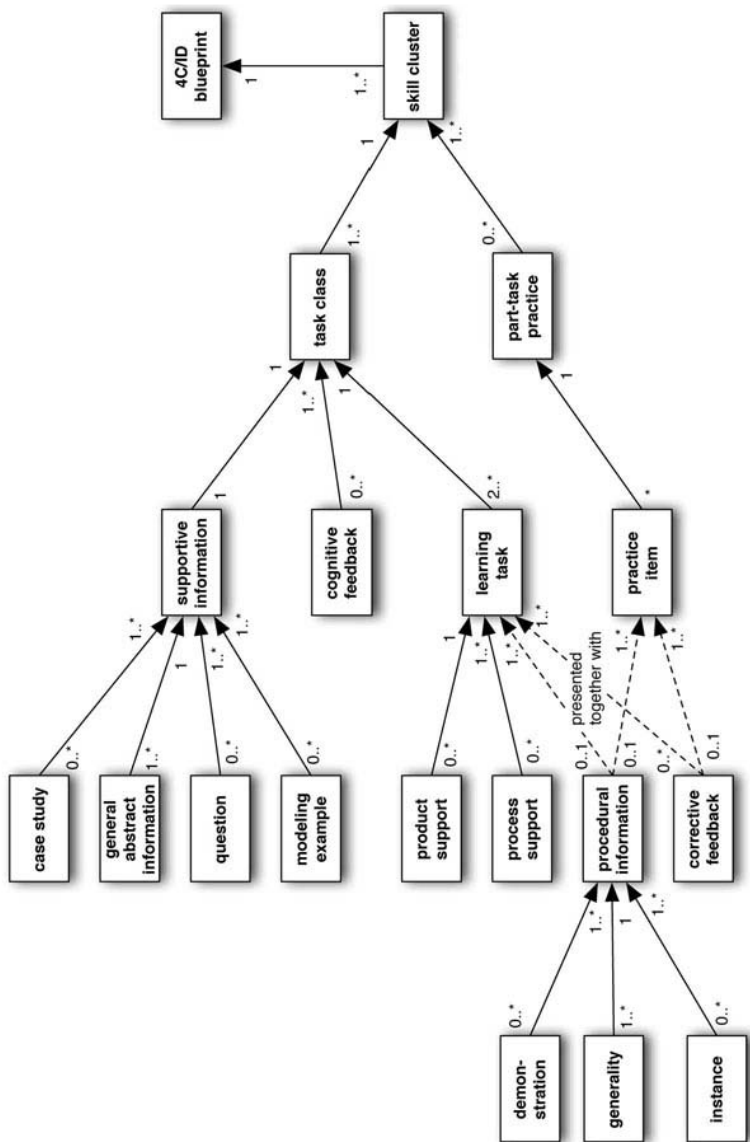 4C/ID
blueprint
1
1..*
skill cluster
1
1..*
1..*
0..*
task class
part-task
practice
1
1..*
1
1
0..*
2..*
1
*
supportive
information
cognitive
feedback
learning
task
practice
item
1..*
1
1..*
1..*
0..*
1..*
0..*
0..*
case study
general
abstract
information
question
modeling
example
1
1..*
1..*
1..*
presented
together with
1..*
1..*
0..*
0..*
0..1
0..1
0..*
0..1
product
support
process
support
procedural
information
corrective
feedback
1..*
1
1..*
0..*
1..*
0..*
demon-
stration
generality
instance